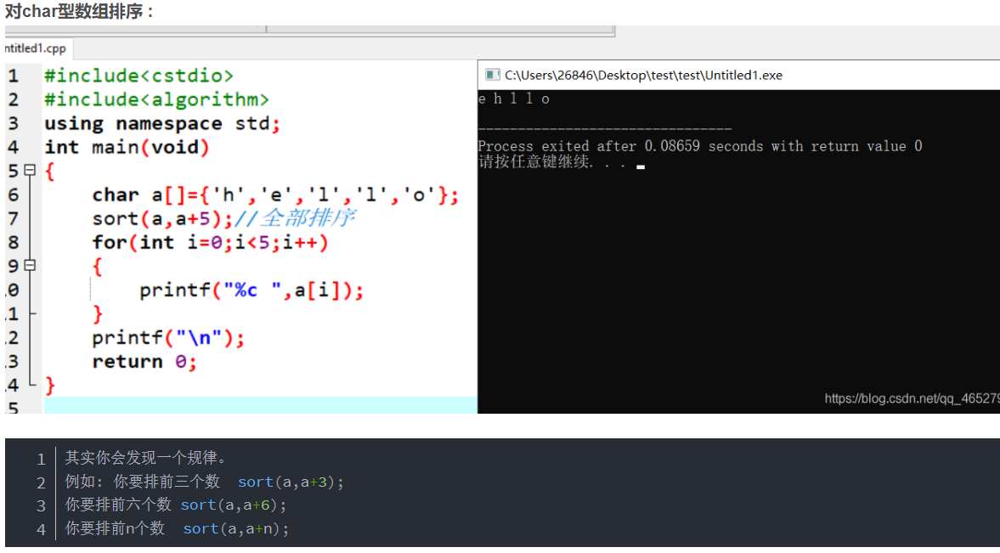 对char型数组排序：
ntitled1.cpp
1 #include<cstdio>
2 #include<algorithm>
3 using namespace std;
4 int main(void)
5 {
6 char a[]={'h','e','l','l','o'};
7 sort(a,a+5);//全部排序
8 for(int i=0;i<5;i++)
9 {
.0 printf("%c ",a[i]);
.1 }
.2 printf("\n");
.3 return 0;
.4 }
.5
C:\Users\26846\Desktop\test\test\Untitled1.exe
e h l l o
--------------------------------
Process exited after 0.08659 seconds with return value 0
请按任意键继续. . .
https://blog.csdn.net/qq_465279
1 其实你会发现一个规律。
2 例如: 你要排前三个数 sort(a,a+3);
3 你要排前六个数 sort(a,a+6);
4 你要排前n个数 sort(a,a+n);